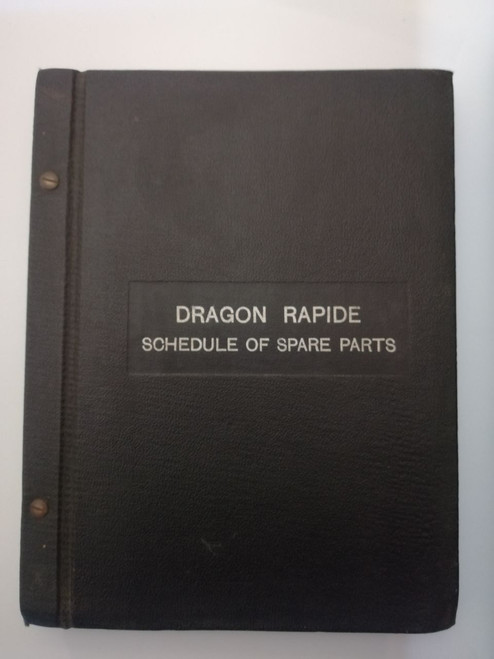 DRAGON RAPIDE
SCHEDULE OF SPARE PARTS